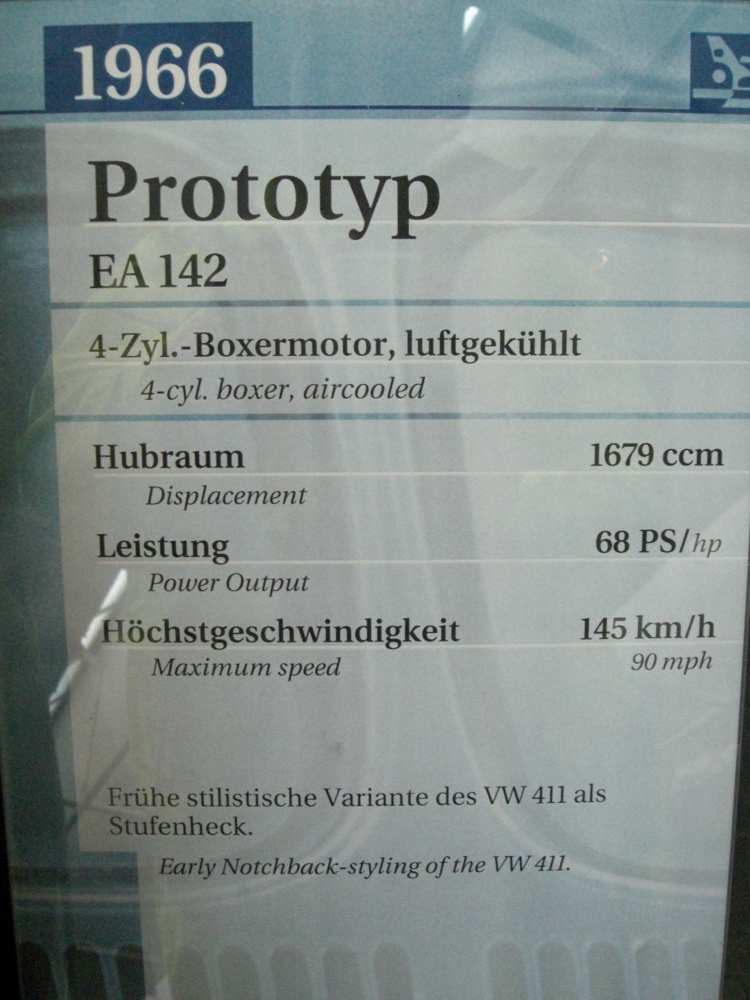 1966
Prototyp
EA 142
4-Zyl.-Boxermotor, luftgekühlt
4-cyl. boxer, aircooled
Hubraum 1679 ccm
Displacement
Leistung 68 PS/hp
Power Output
Höchstgeschwindigkeit 145 km/h
Maximum speed 90 mph
Frühe stilistische Variante des VW 411 als
Stufenheck.
Early Notchback-styling of the VW 411.